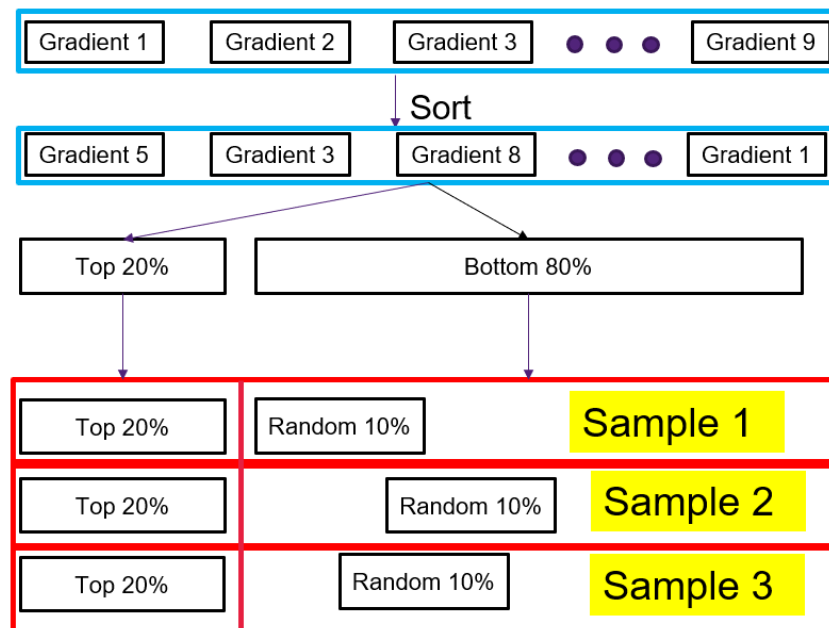 Gradient 1 Gradient 2 Gradient 3 Gradient 9
Sort
Gradient 5 Gradient 3 Gradient 8 Gradient 1
Top 20% Bottom 80%
Top 20% Random 10% Sample 1
Top 20% Random 10% Sample 2
Top 20% Random 10% Sample 3